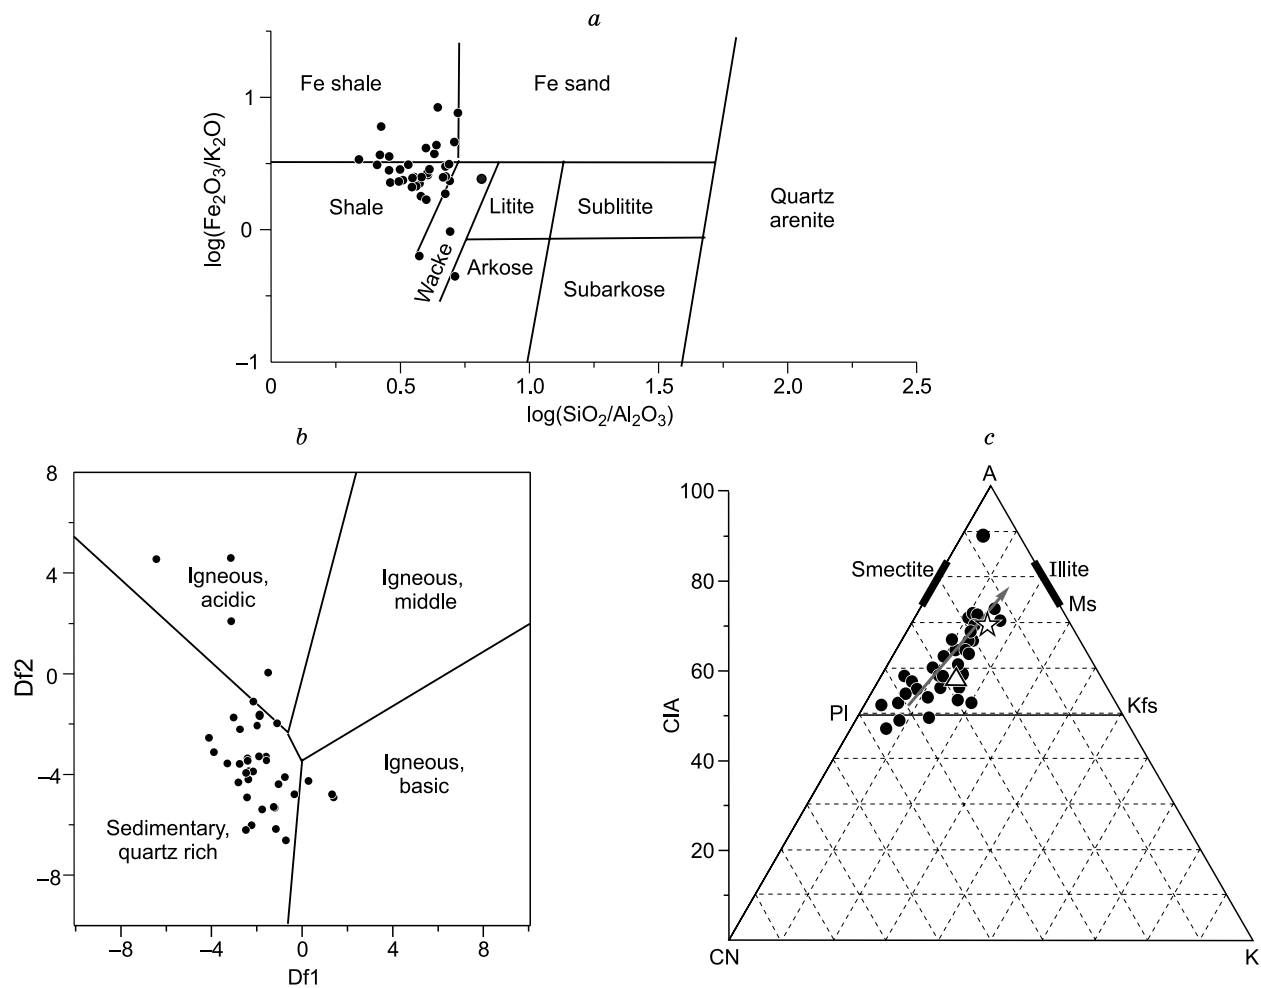 a
Fe shale
Fe sand
1
log(Fe₂O₃/K₂O)
Shale
Litite
Sublitite
Quartz
arenite
0
Wacke
Arkose
Subarkose
–1
0
0.5
1.0
1.5
2.0
2.5
log(SiO₂/Al₂O₃)
b
8
4
0
–4
–8
Df2
Igneous,
acidic
Igneous,
middle
Igneous,
basic
Sedimentary,
quartz rich
–8
–4
0
4
8
Df1
c
A
100
80
60
40
20
0
CIA
Smectite
Illite
Ms
Pl
Kfs
CN
K